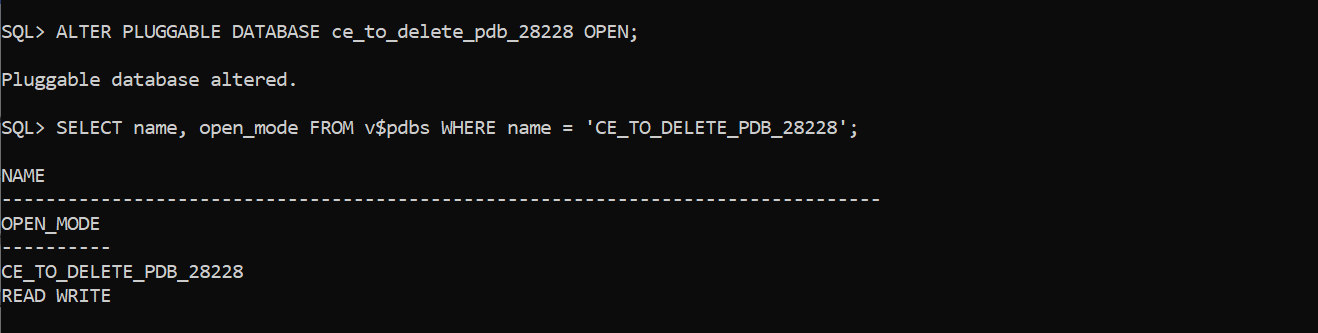 SQL> ALTER PLUGGABLE DATABASE ce_to_delete_pdb_28228 OPEN;
Pluggable database altered.
SQL> SELECT name, open_mode FROM v$pdbs WHERE name = 'CE_TO_DELETE_PDB_28228';
NAME
--------------------------------------------------------------------------------
OPEN_MODE
----------
CE_TO_DELETE_PDB_28228
READ WRITE